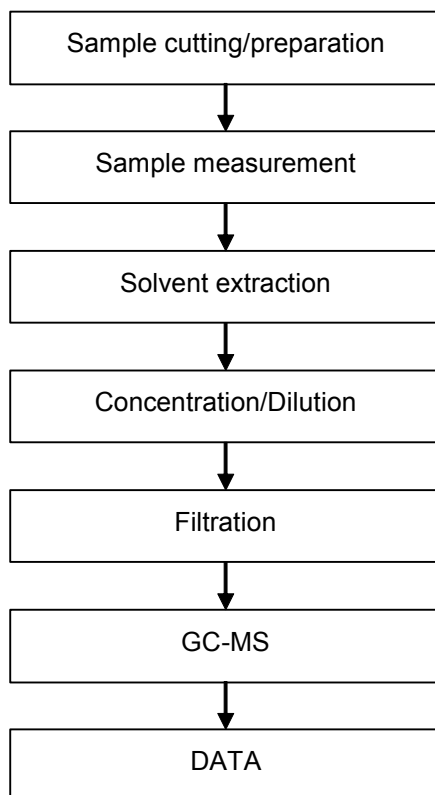 Sample cutting/preparation
Sample measurement
Solvent extraction
Concentration/Dilution
Filtration
GC-MS
DATA